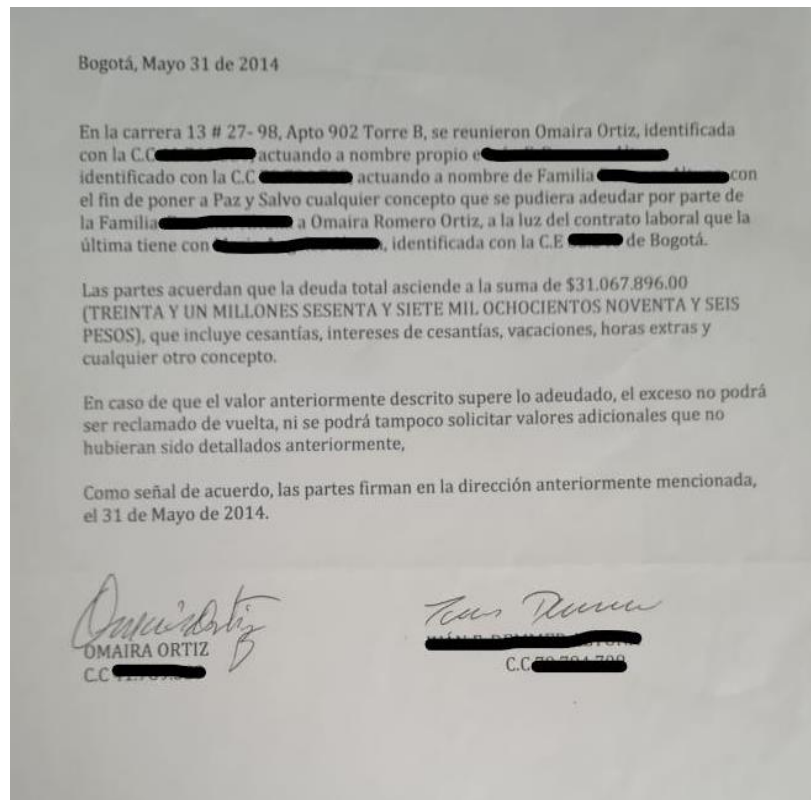 Bogotá, Mayo 31 de 2014
En la carrera 13 # 27- 98, Apto 902 Torre B, se reunieron Omaira Ortiz, identificada
con la C.C actuando a nombre propio e
identificado con la C.C actuando a nombre de Familia con
el fin de poner a Paz y Salvo cualquier concepto que se pudiera adeudar por parte de
la Familia a Omaira Romero Ortiz, a la luz del contrato laboral que la
última tiene con , identificada con la C.E de Bogotá.
Las partes acuerdan que la deuda total asciende a la suma de $31.067.896.00
(TREINTA Y UN MILLONES SESENTA Y SIETE MIL OCHOCIENTOS NOVENTA Y SEIS
PESOS), que incluye cesantías, intereses de cesantías, vacaciones, horas extras y
cualquier otro concepto.
En caso de que el valor anteriormente descrito supere lo adeudado, el exceso no podrá
ser reclamado de vuelta, ni se podrá tampoco solicitar valores adicionales que no
hubieran sido detallados anteriormente,
Como señal de acuerdo, las partes firman en la dirección anteriormente mencionada,
el 31 de Mayo de 2014.
OMAIRA ORTIZ
C.C
C.C